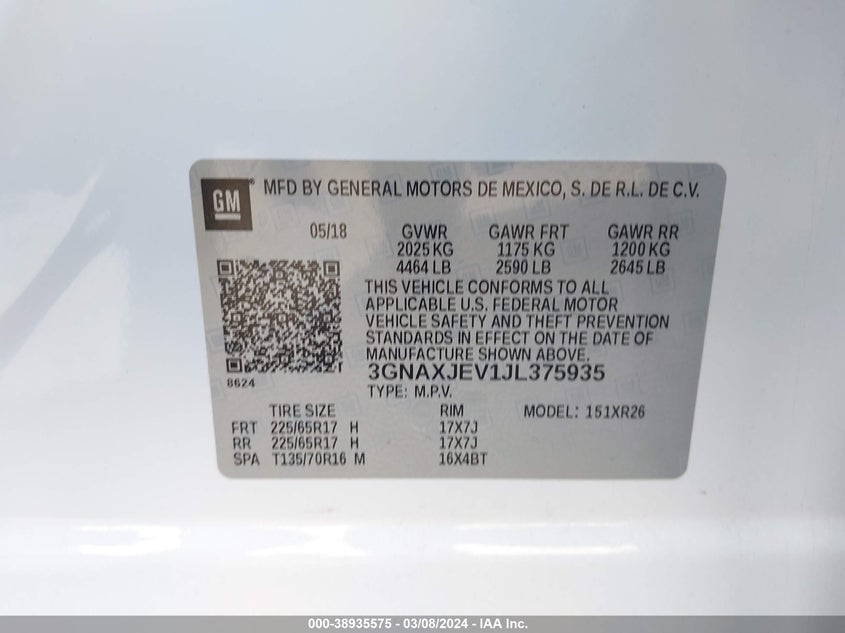 GM ® MFD BY GENERAL MOTORS DE MEXICO, S. DE R.L. DE C.V.
05/18 GVWR GAWR FRT GAWR RR
2025 KG 1175 KG 1200 KG
4464 LB 2590 LB 2645 LB
THIS VEHICLE CONFORMS TO ALL
APPLICABLE U.S. FEDERAL MOTOR
VEHICLE SAFETY AND THEFT PREVENTION
STANDARDS IN EFFECT ON THE DATE OF
MANUFACTURE SHOWN ABOVE.
3GNAXJEV1JL375935
8624
TYPE: M.P.V.
TIRE SIZE RIM MODEL: 151XR26
FRT 225/65R17 H 17X7J
RR 225/65R17 H 17X7J
SPA T135/70R16 M 16X4BT
000-38935575 - 03/08/2024 - IAA Inc.